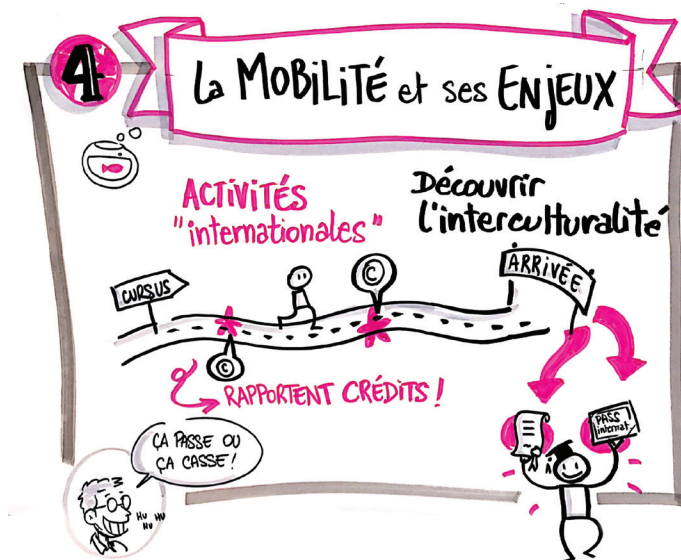 4
La MOBiLiTÉ et ses ENjEUX
ACTiViTÉS
"internationales"
Découvrir
l'interculturalité
CURSUS
©
ARRiVÉE
©
RAPPORTENT CRÉDiTS !
ÇA PASSE OU
ÇA CASSE !
HU HU
HU HU
PASS
internat.